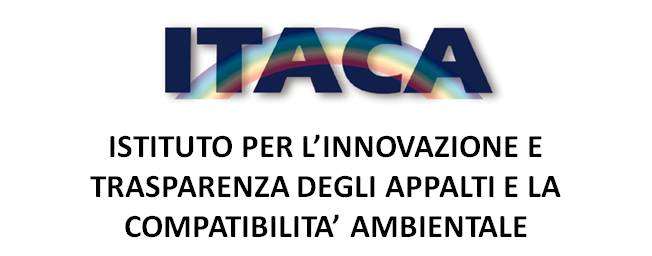 ITACA
ISTITUTO PER L’INNOVAZIONE E
TRASPARENZA DEGLI APPALTI E LA
COMPATIBILITA’ AMBIENTALE